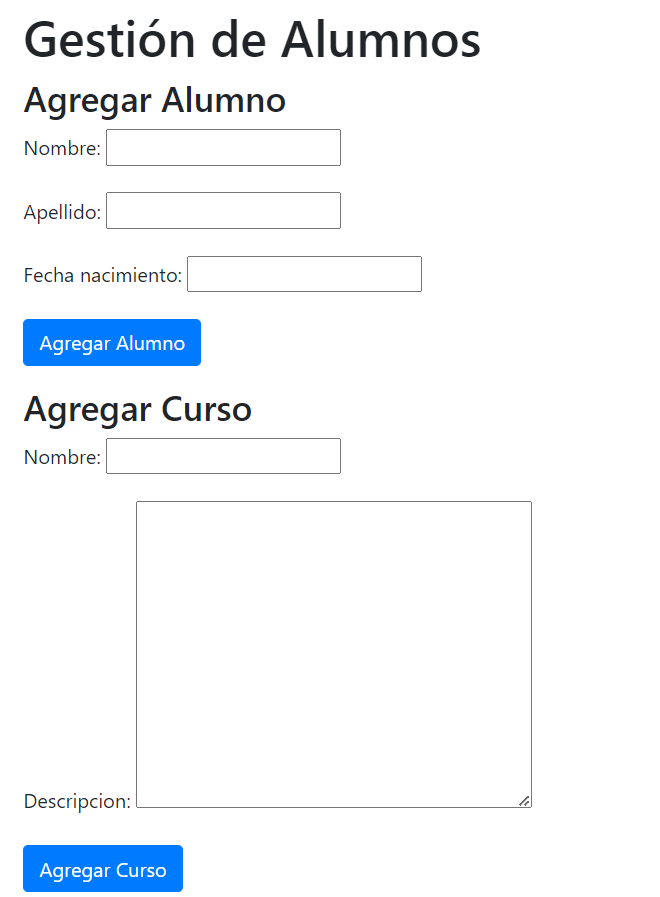 Gestión de Alumnos
Agregar Alumno
Nombre:
Apellido:
Fecha nacimiento:
Agregar Alumno
Agregar Curso
Nombre:
Descripcion:
Agregar Curso